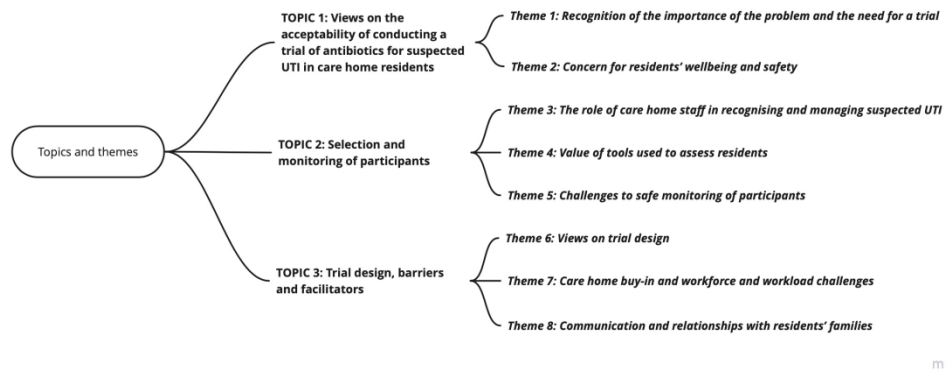 Topics and themes
TOPIC 1: Views on the
acceptability of conducting a
trial of antibiotics for suspected
UTI in care home residents
Theme 1: Recognition of the importance of the problem and the need for a trial
Theme 2: Concern for residents' wellbeing and safety
TOPIC 2: Selection and
monitoring of participants
Theme 3: The role of care home staff in recognising and managing suspected UTI
Theme 4: Value of tools used to assess residents
Theme 5: Challenges to safe monitoring of participants
TOPIC 3: Trial design, barriers
and facilitators
Theme 6: Views on trial design
Theme 7: Care home buy-in and workforce and workload challenges
Theme 8: Communication and relationships with residents' families
m